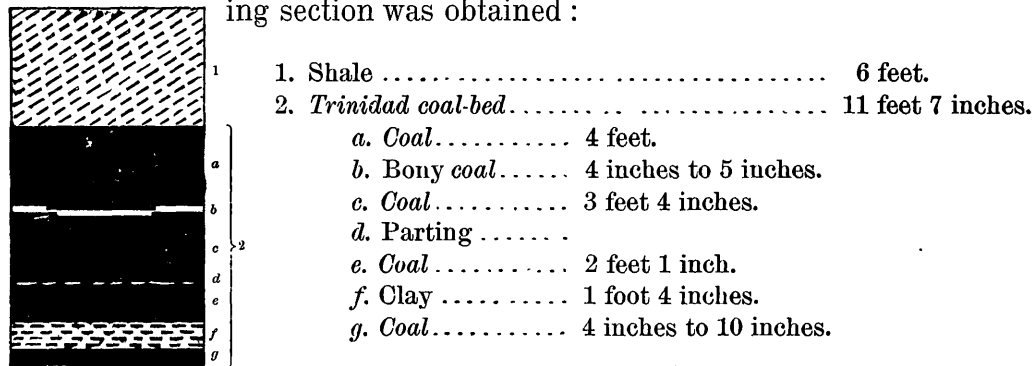 ing section was obtained :
1. Shale ........................................ 6 feet.
2. Trinidad coal-bed................................ 11 feet 7 inches.
a. Coal........... 4 feet.
b. Bony coal...... 4 inches to 5 inches.
c. Coal........... 3 feet 4 inches.
d. Parting .......
e. Coal........... 2 feet 1 inch.
f. Clay .......... 1 foot 4 inches.
g. Coal........... 4 inches to 10 inches.
1
a
b
c
2
d
e
f
g